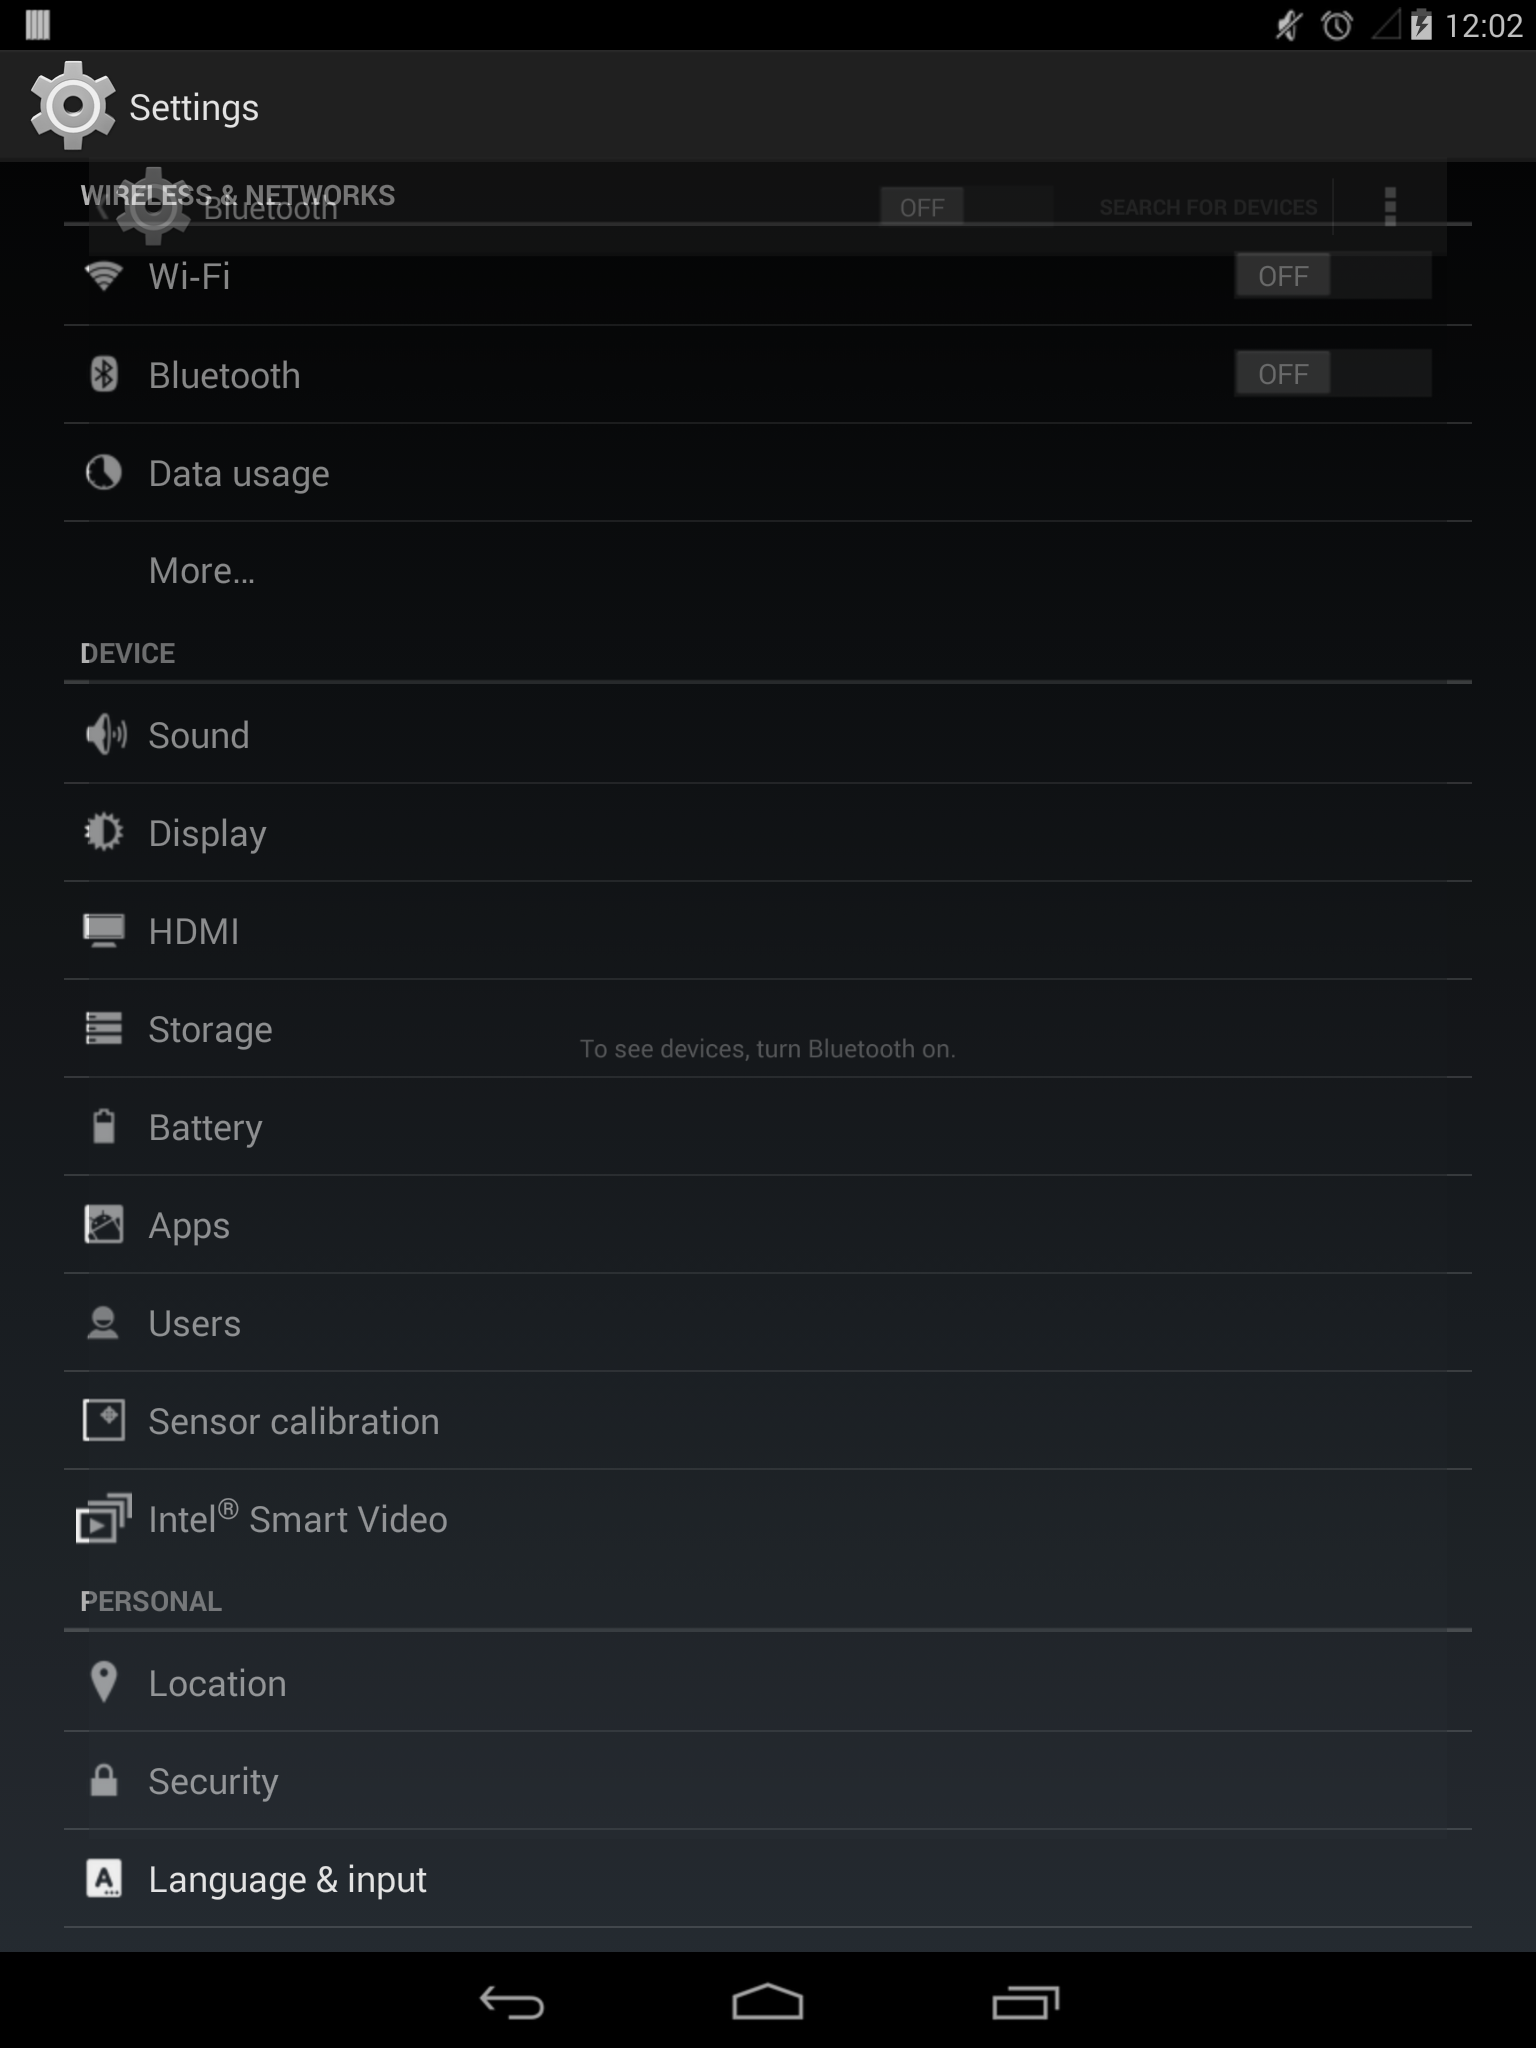 12:02
Settings
WIRELESS & NETWORKS
Bluetooth OFF SEARCH FOR DEVICES
Wi-Fi OFF
Bluetooth OFF
Data usage
More...
DEVICE
Sound
Display
HDMI
Storage
To see devices, turn Bluetooth on.
Battery
Apps
Users
Sensor calibration
Intel® Smart Video
PERSONAL
Location
Security
A Language & input